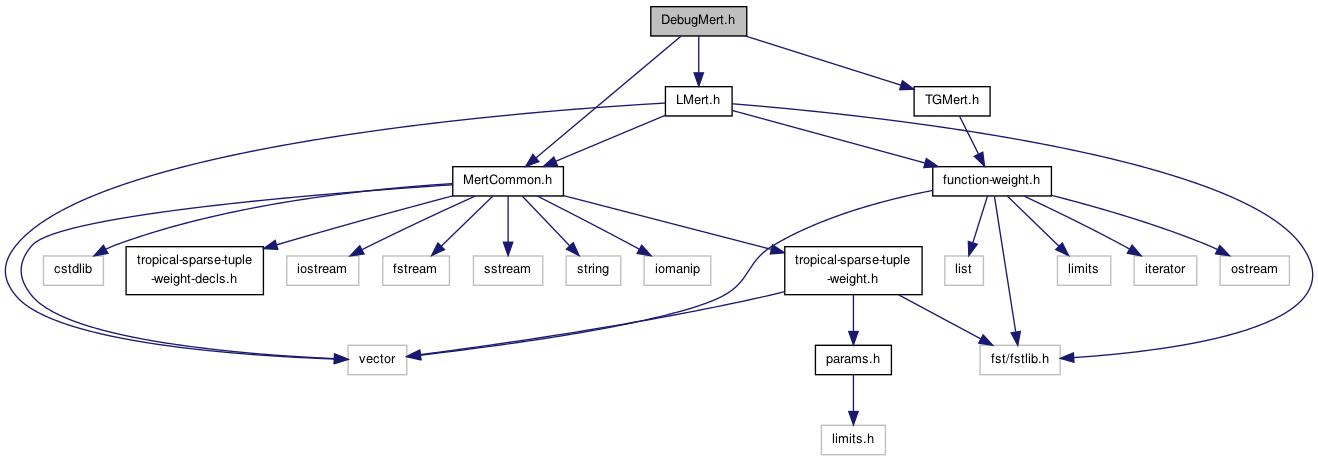 DebugMert.h
LMert.h
TGMert.h
MertCommon.h
function-weight.h
cstdlib
tropical-sparse-tuple
-weight-decls.h
iostream
fstream
sstream
string
iomanip
tropical-sparse-tuple
-weight.h
list
limits
iterator
ostream
vector
params.h
fst/fstlib.h
limits.h